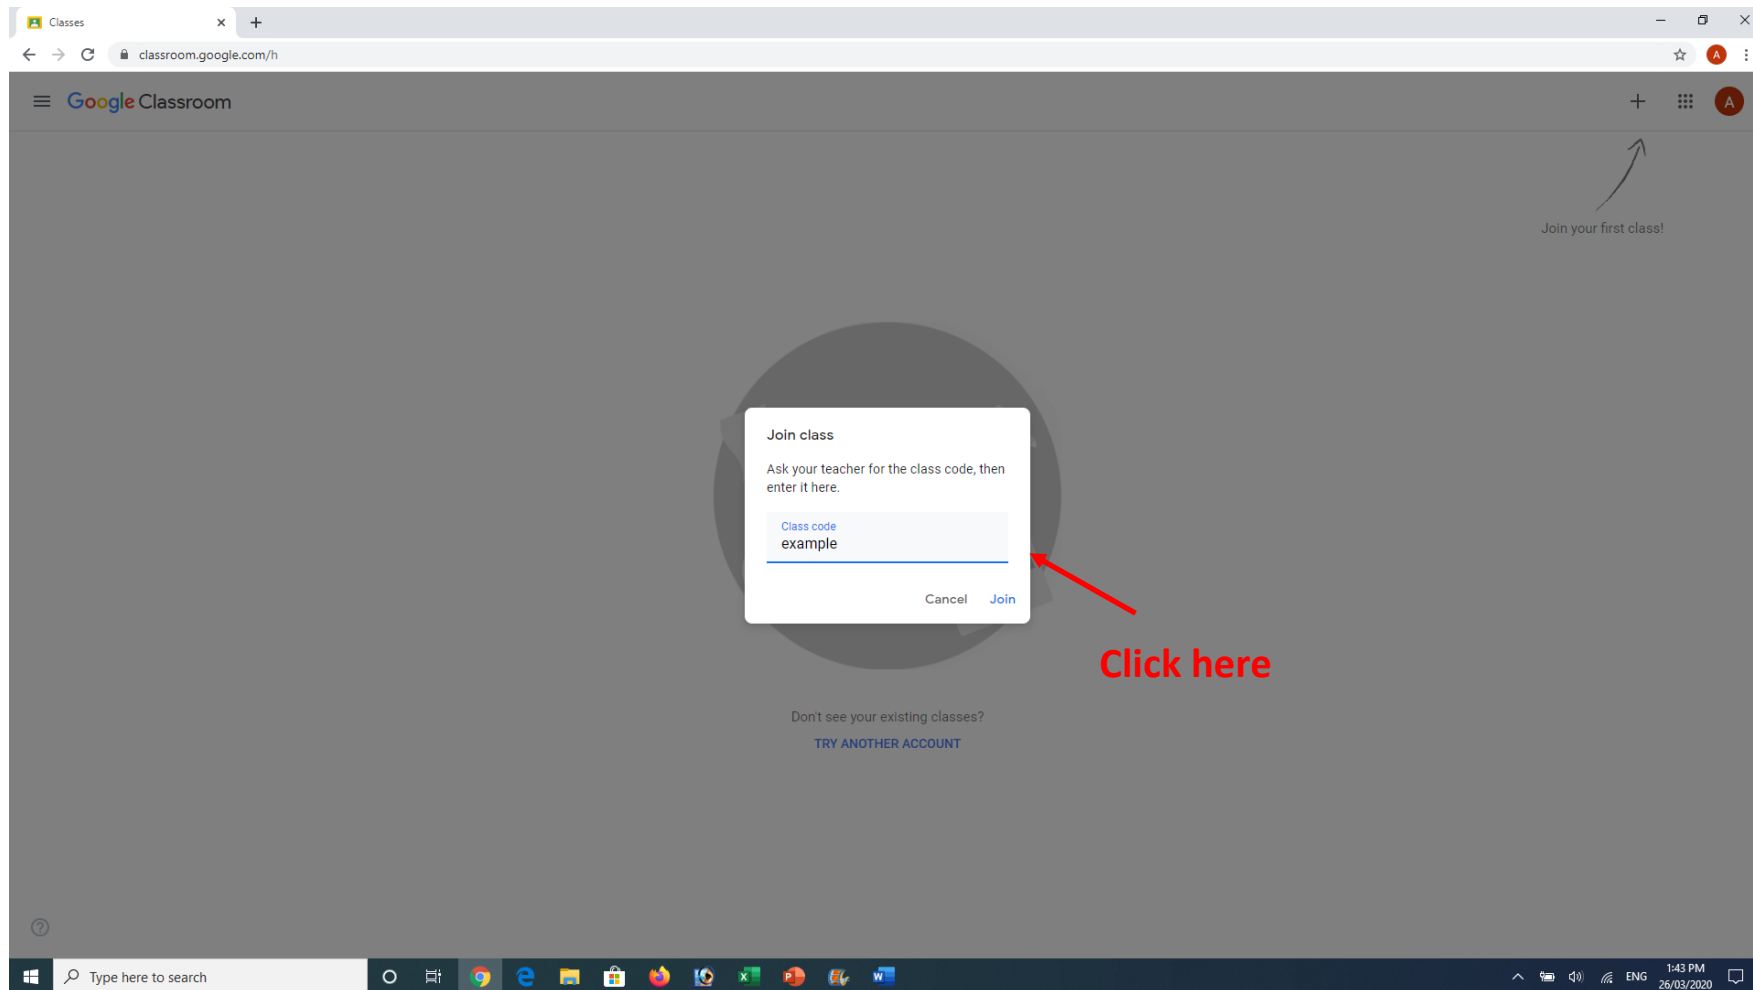 Classes
classroom.google.com/h
A
Google Classroom
A
Join your first class!
Join class
Ask your teacher for the class code, then
enter it here.
Class code
example
Cancel Join
Click here
Don't see your existing classes?
TRY ANOTHER ACCOUNT
Type here to search
ENG
1:43 PM
26/03/2020